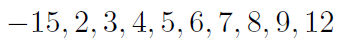 −15, 2, 3, 4, 5, 6, 7, 8, 9, 12